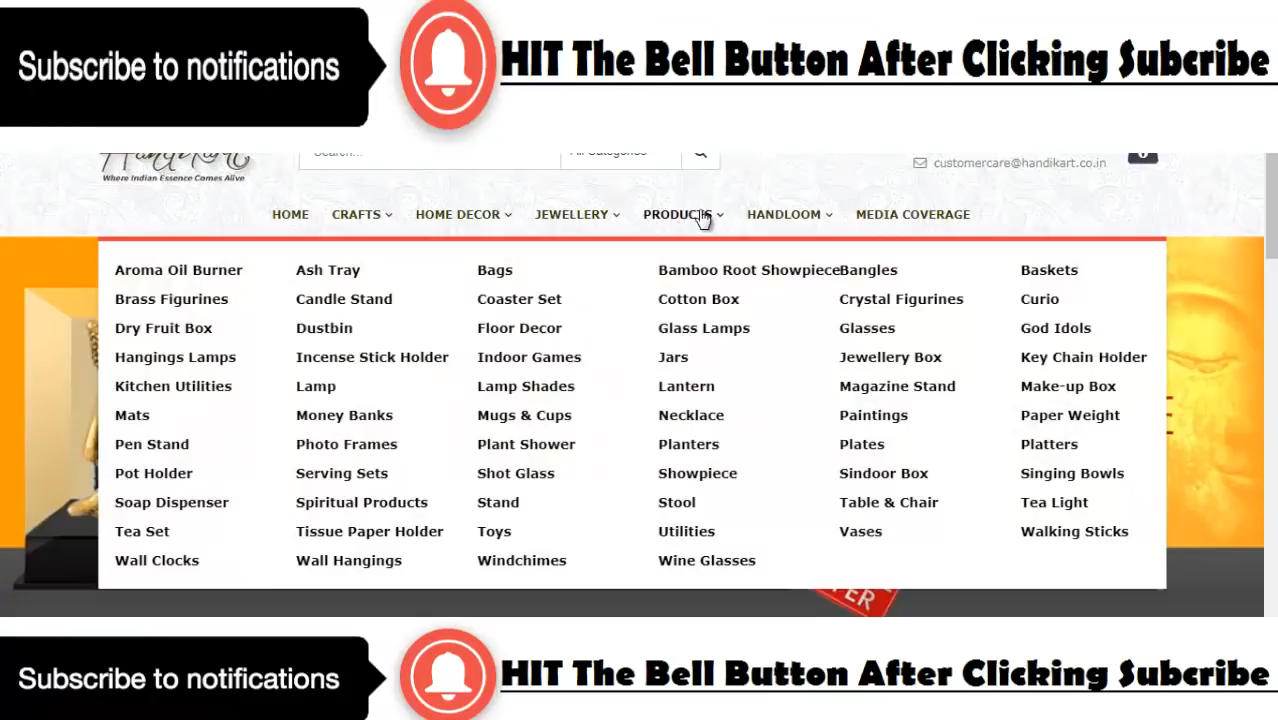 Subscribe to notifications
HIT The Bell Button After Clicking Subcribe
HandiKart
Where Indian Essence Comes Alive
Search... All Categories
customercare@handikart.co.in 0
HOME CRAFTS HOME DECOR JEWELLERY PRODUCTS HANDLOOM MEDIA COVERAGE
Aroma Oil Burner Ash Tray Bags Bamboo Root Showpiece Bangles Baskets
Brass Figurines Candle Stand Coaster Set Cotton Box Crystal Figurines Curio
Dry Fruit Box Dustbin Floor Decor Glass Lamps Glasses God Idols
Hangings Lamps Incense Stick Holder Indoor Games Jars Jewellery Box Key Chain Holder
Kitchen Utilities Lamp Lamp Shades Lantern Magazine Stand Make-up Box
Mats Money Banks Mugs & Cups Necklace Paintings Paper Weight
Pen Stand Photo Frames Plant Shower Planters Plates Platters
Pot Holder Serving Sets Shot Glass Showpiece Sindoor Box Singing Bowls
Soap Dispenser Spiritual Products Stand Stool Table & Chair Tea Light
Tea Set Tissue Paper Holder Toys Utilities Vases Walking Sticks
Wall Clocks Wall Hangings Windchimes Wine Glasses
Subscribe to notifications
HIT The Bell Button After Clicking Subcribe